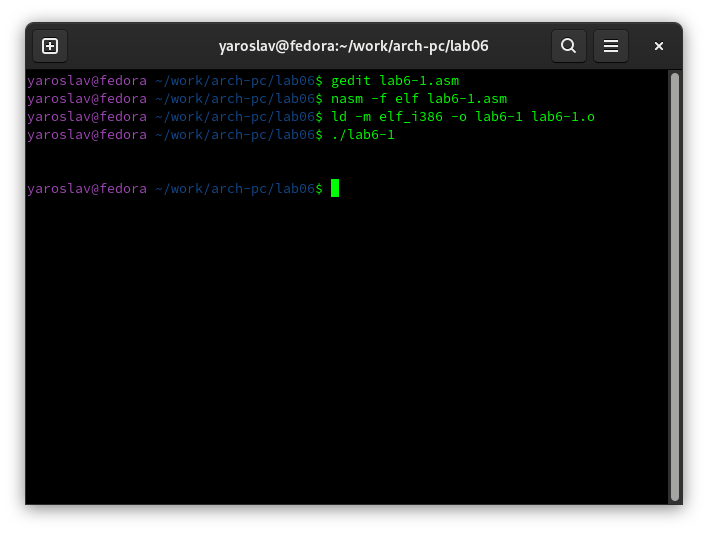 yaroslav@fedora:~/work/arch-pc/lab06
yaroslav@fedora ~/work/arch-pc/lab06$ gedit lab6-1.asm
yaroslav@fedora ~/work/arch-pc/lab06$ nasm -f elf lab6-1.asm
yaroslav@fedora ~/work/arch-pc/lab06$ ld -m elf_i386 -o lab6-1 lab6-1.o
yaroslav@fedora ~/work/arch-pc/lab06$ ./lab6-1
yaroslav@fedora ~/work/arch-pc/lab06$